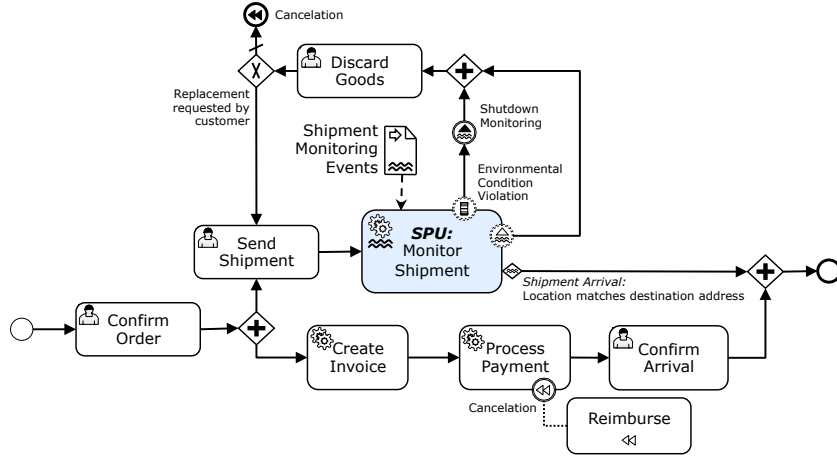 Cancelation
Discard
Goods
Replacement
requested by
customer
Shutdown
Monitoring
Shipment
Monitoring
Events
Environmental
Condition
Violation
Send
Shipment
SPU:
Monitor
Shipment
Shipment Arrival:
Location matches destination address
Confirm
Order
Create
Invoice
Process
Payment
Confirm
Arrival
Cancelation
Reimburse